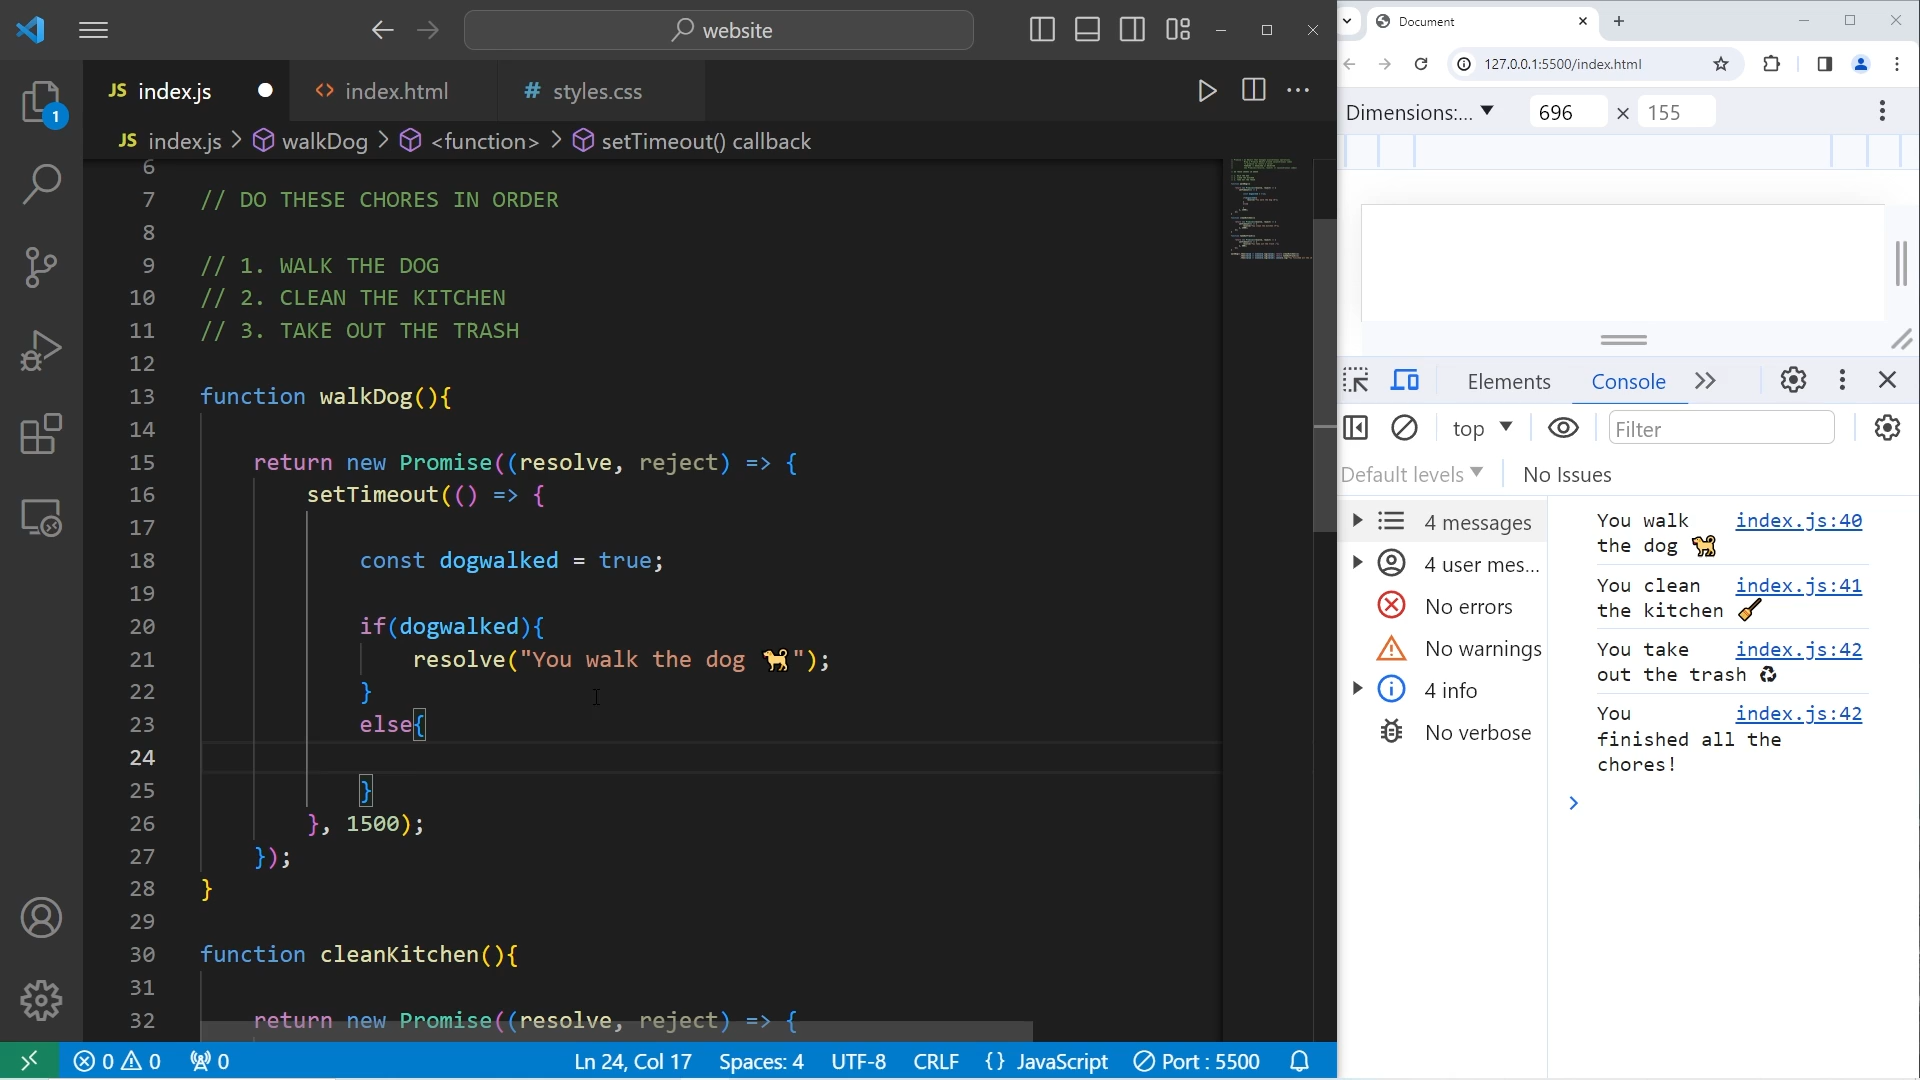 website
JS index.js
<> index.html
# styles.css
JS index.js > walkDog > <function> > setTimeout() callback
6
7 // DO THESE CHORES IN ORDER
8
9 // 1. WALK THE DOG
10 // 2. CLEAN THE KITCHEN
11 // 3. TAKE OUT THE TRASH
12
13 function walkDog(){
14
15 return new Promise((resolve, reject) => {
16 setTimeout(() => {
17
18 const dogwalked = true;
19
20 if(dogwalked){
21 resolve("You walk the dog 🐕");
22 }
23 else{
24
25 }
26 }, 1500);
27 });
28 }
29
30 function cleanKitchen(){
31
32 return new Promise((resolve, reject) => {
1
0 0 0
Ln 24, Col 17
Spaces: 4
UTF-8
CRLF
{} JavaScript
Port : 5500
Document
127.0.0.1:5500/index.html
Dimensions:... 696 × 155
Elements
Console
top
Filter
Default levels
No Issues
4 messages
4 user mes...
No errors
No warnings
4 info
No verbose
You walk index.js:40
the dog 🐕
You clean index.js:41
the kitchen 🧹
You take index.js:42
out the trash ♻
You index.js:42
finished all the
chores!